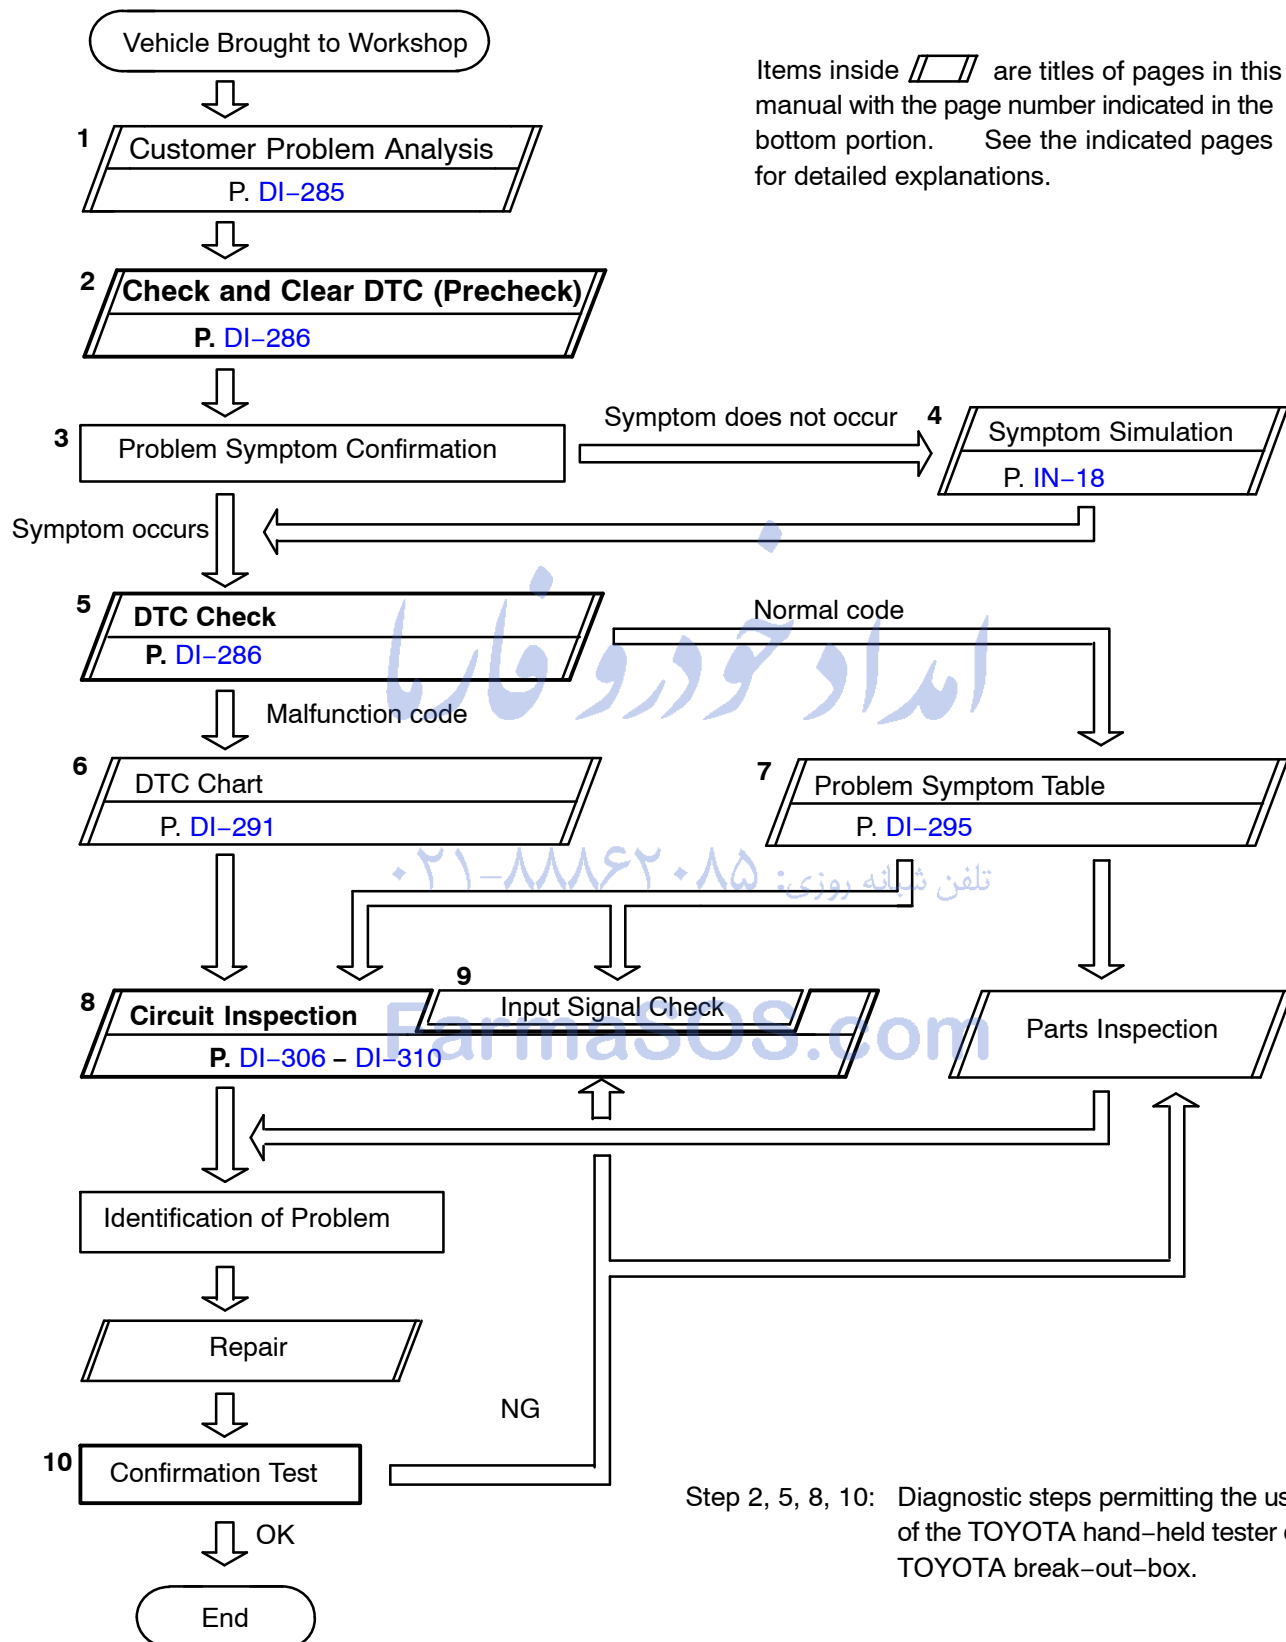 Vehicle Brought to Workshop
Items inside are titles of pages in this
manual with the page number indicated in the
bottom portion. See the indicated pages
for detailed explanations.
1
Customer Problem Analysis
P. DI–285
2
Check and Clear DTC (Precheck)
P. DI–286
3
Problem Symptom Confirmation
Symptom does not occur
4
Symptom Simulation
P. IN–18
Symptom occurs
5
DTC Check
P. DI–286
Normal code
Malfunction code
امداد خودرو فارما
6
DTC Chart
P. DI–291
7
Problem Symptom Table
P. DI–295
تلفن شبانه روزی: ۰۲۱-۸۸۸۶۲۰۸۵
8
Circuit Inspection
P. DI–306 – DI–310
9
Input Signal Check
Parts Inspection
FarmaSOS.com
Identification of Problem
Repair
NG
10
Confirmation Test
OK
End
Step 2, 5, 8, 10: Diagnostic steps permitting the
of the TOYOTA hand–held tester
TOYOTA break–out–box.